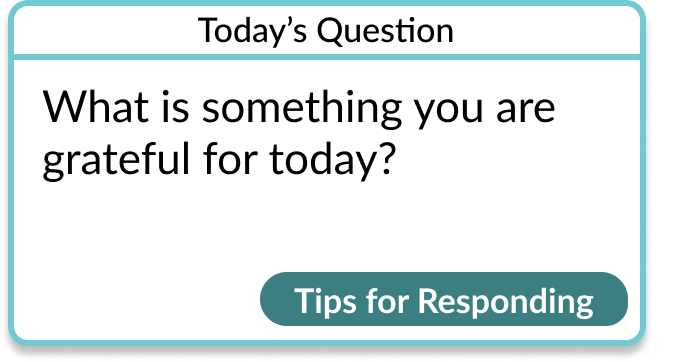 Today’s Question
What is something you are
grateful for today?
Tips for Responding